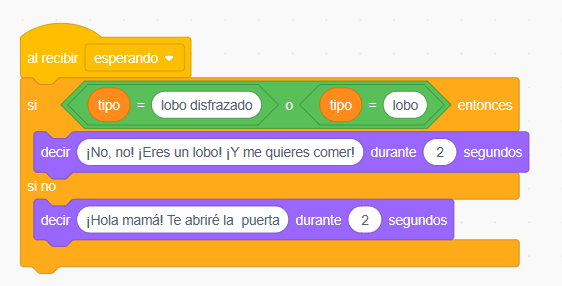 al recibir esperando
si tipo = lobo disfrazado o tipo = lobo entonces
decir ¡No, no! ¡Eres un lobo! ¡Y me quieres comer! durante 2 segundos
si no
decir ¡Hola mamá! Te abriré la puerta durante 2 segundos